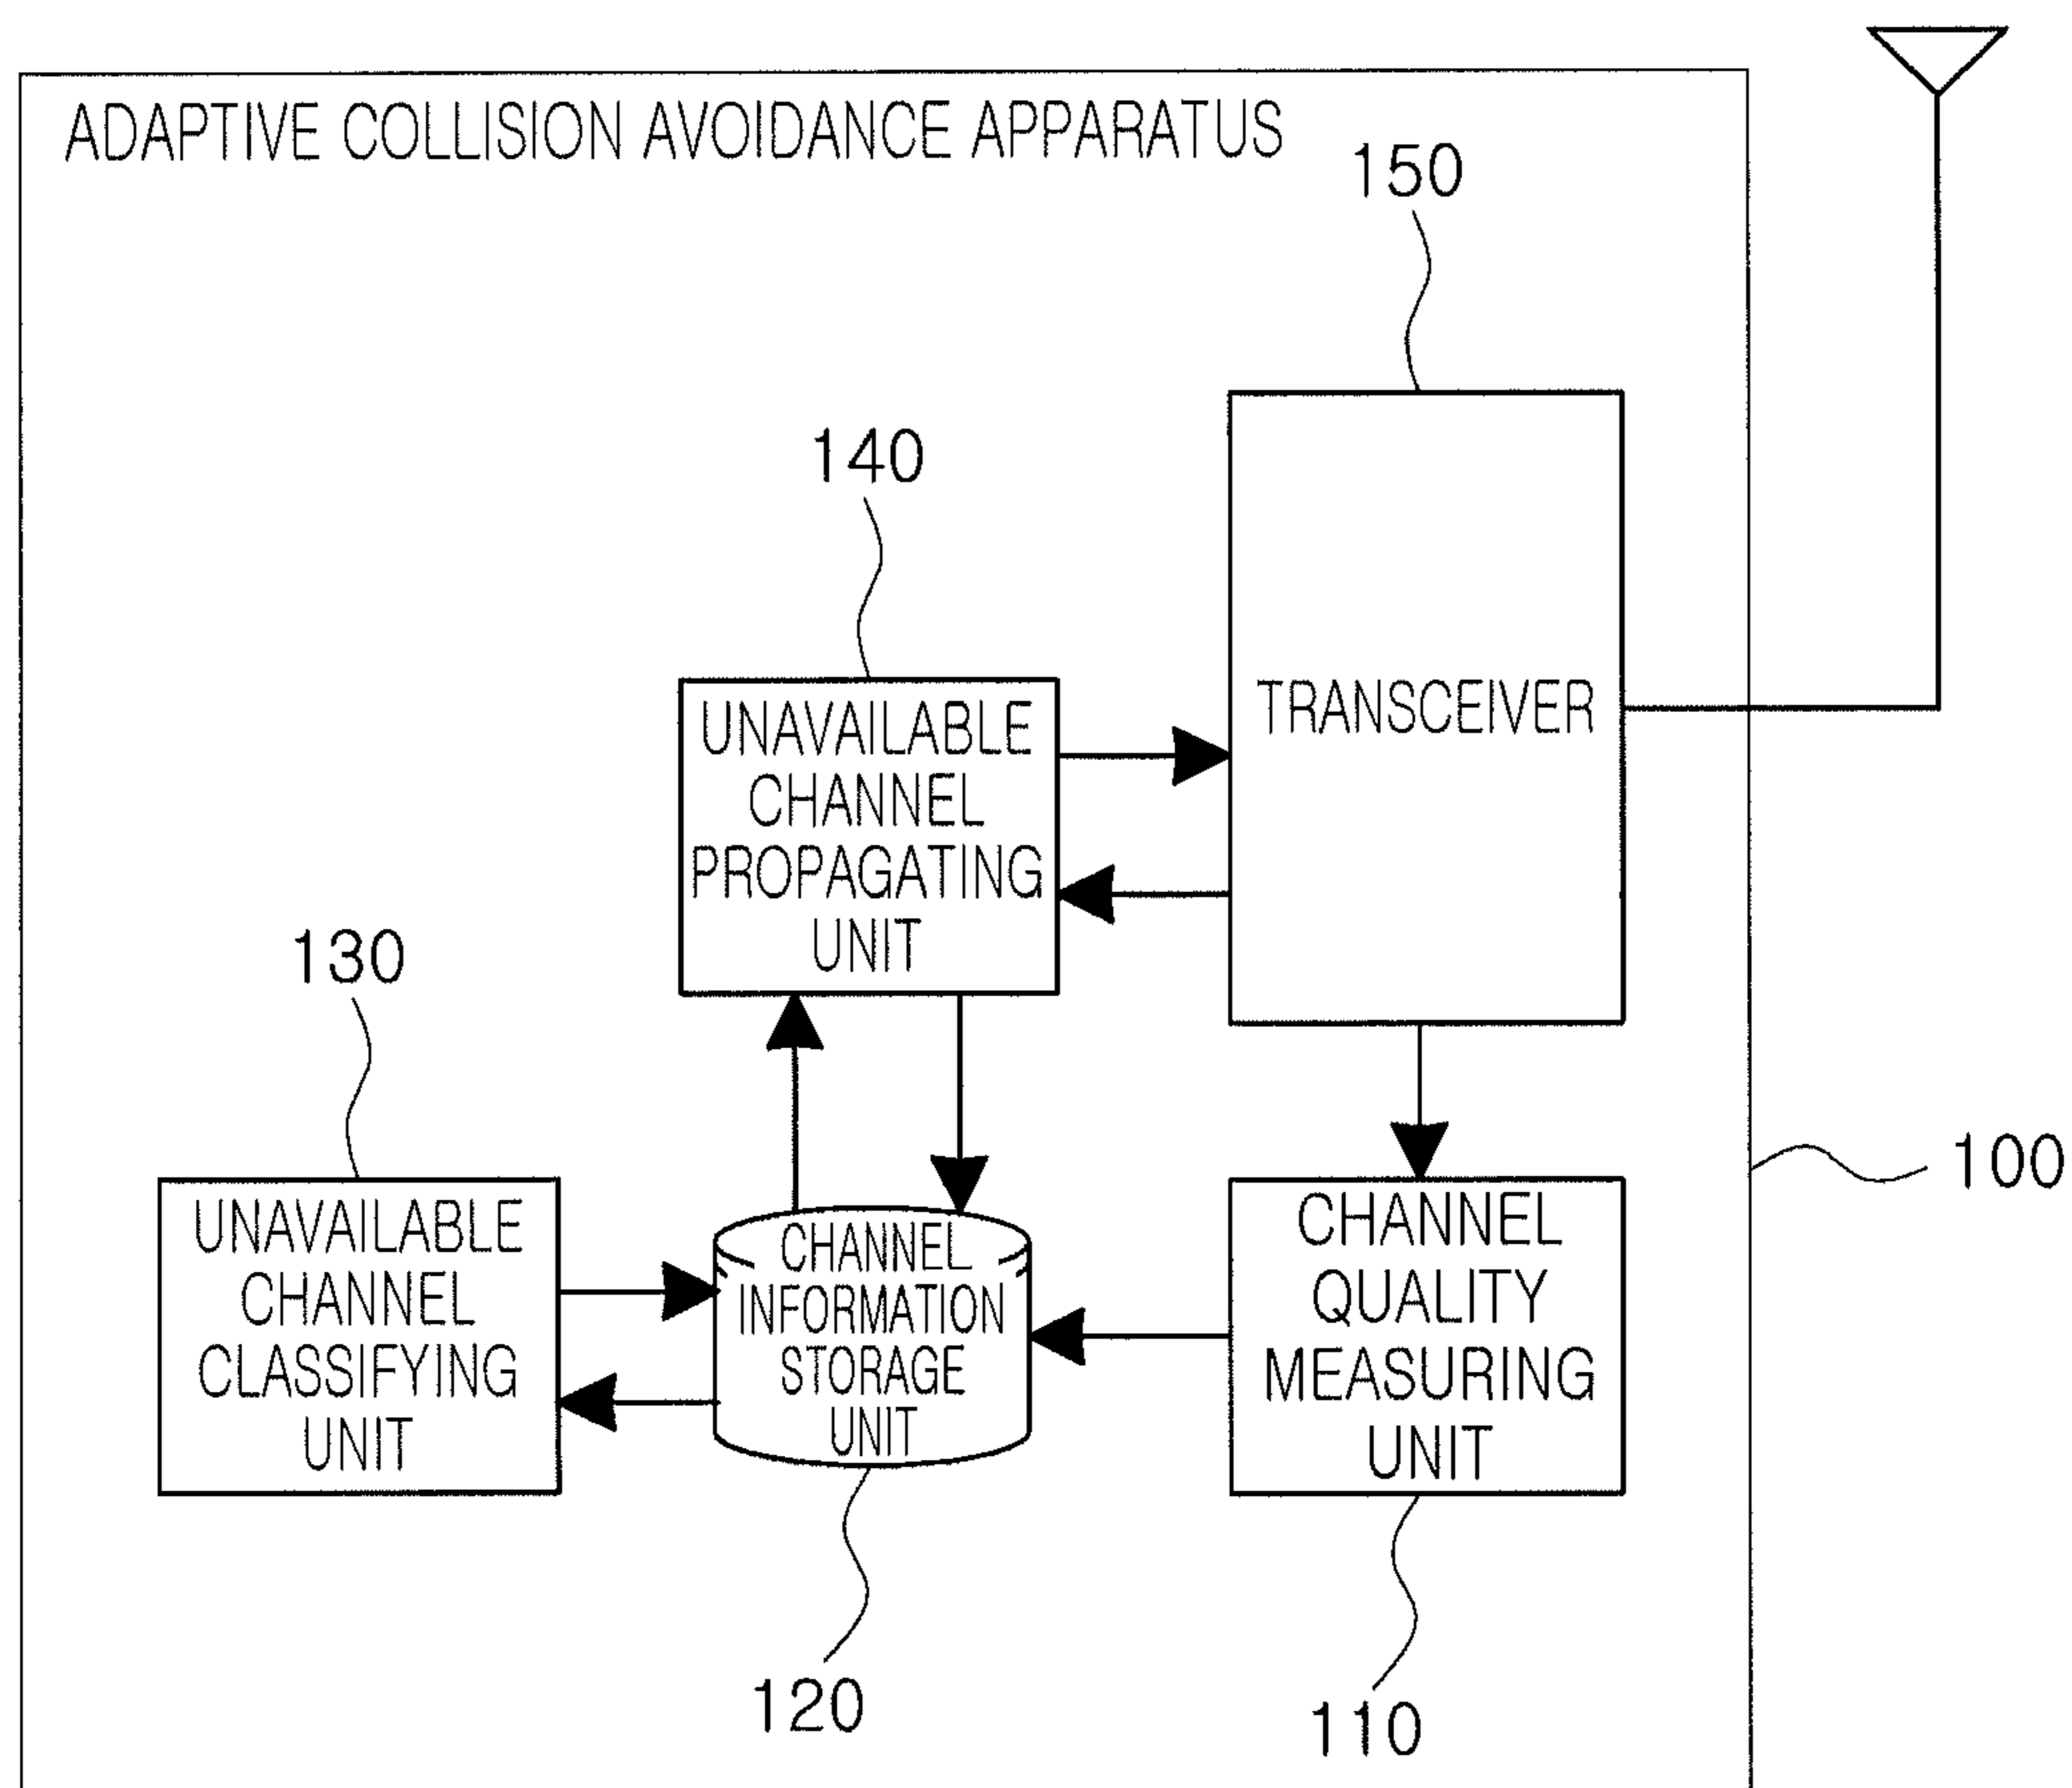 ADAPTIVE COLLISION AVOIDANCE APPARATUS
150
140
TRANSCEIVER
UNAVAILABLE
CHANNEL
PROPAGATING
UNIT
130
100
UNAVAILABLE
CHANNEL
CLASSIFYING
UNIT
CHANNEL
INFORMATION
STORAGE
UNIT
CHANNEL
QUALITY
MEASURING
UNIT
120
110